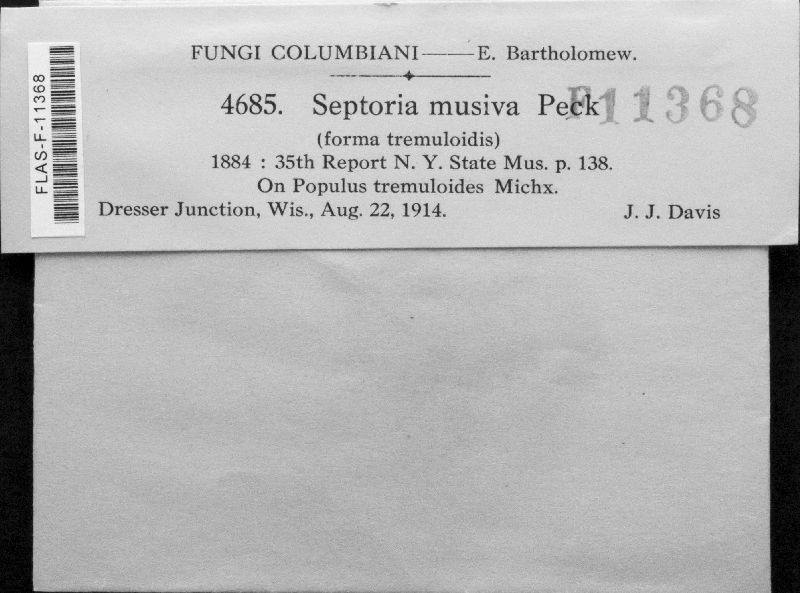 FUNGI COLUMBIANI——E. Bartholomew.
4685. Septoria musiva Peck
F11368
(forma tremuloidis)
1884 : 35th Report N. Y. State Mus. p. 138.
On Populus tremuloides Michx.
Dresser Junction, Wis., Aug. 22, 1914. J. J. Davis
FLAS-F-11368